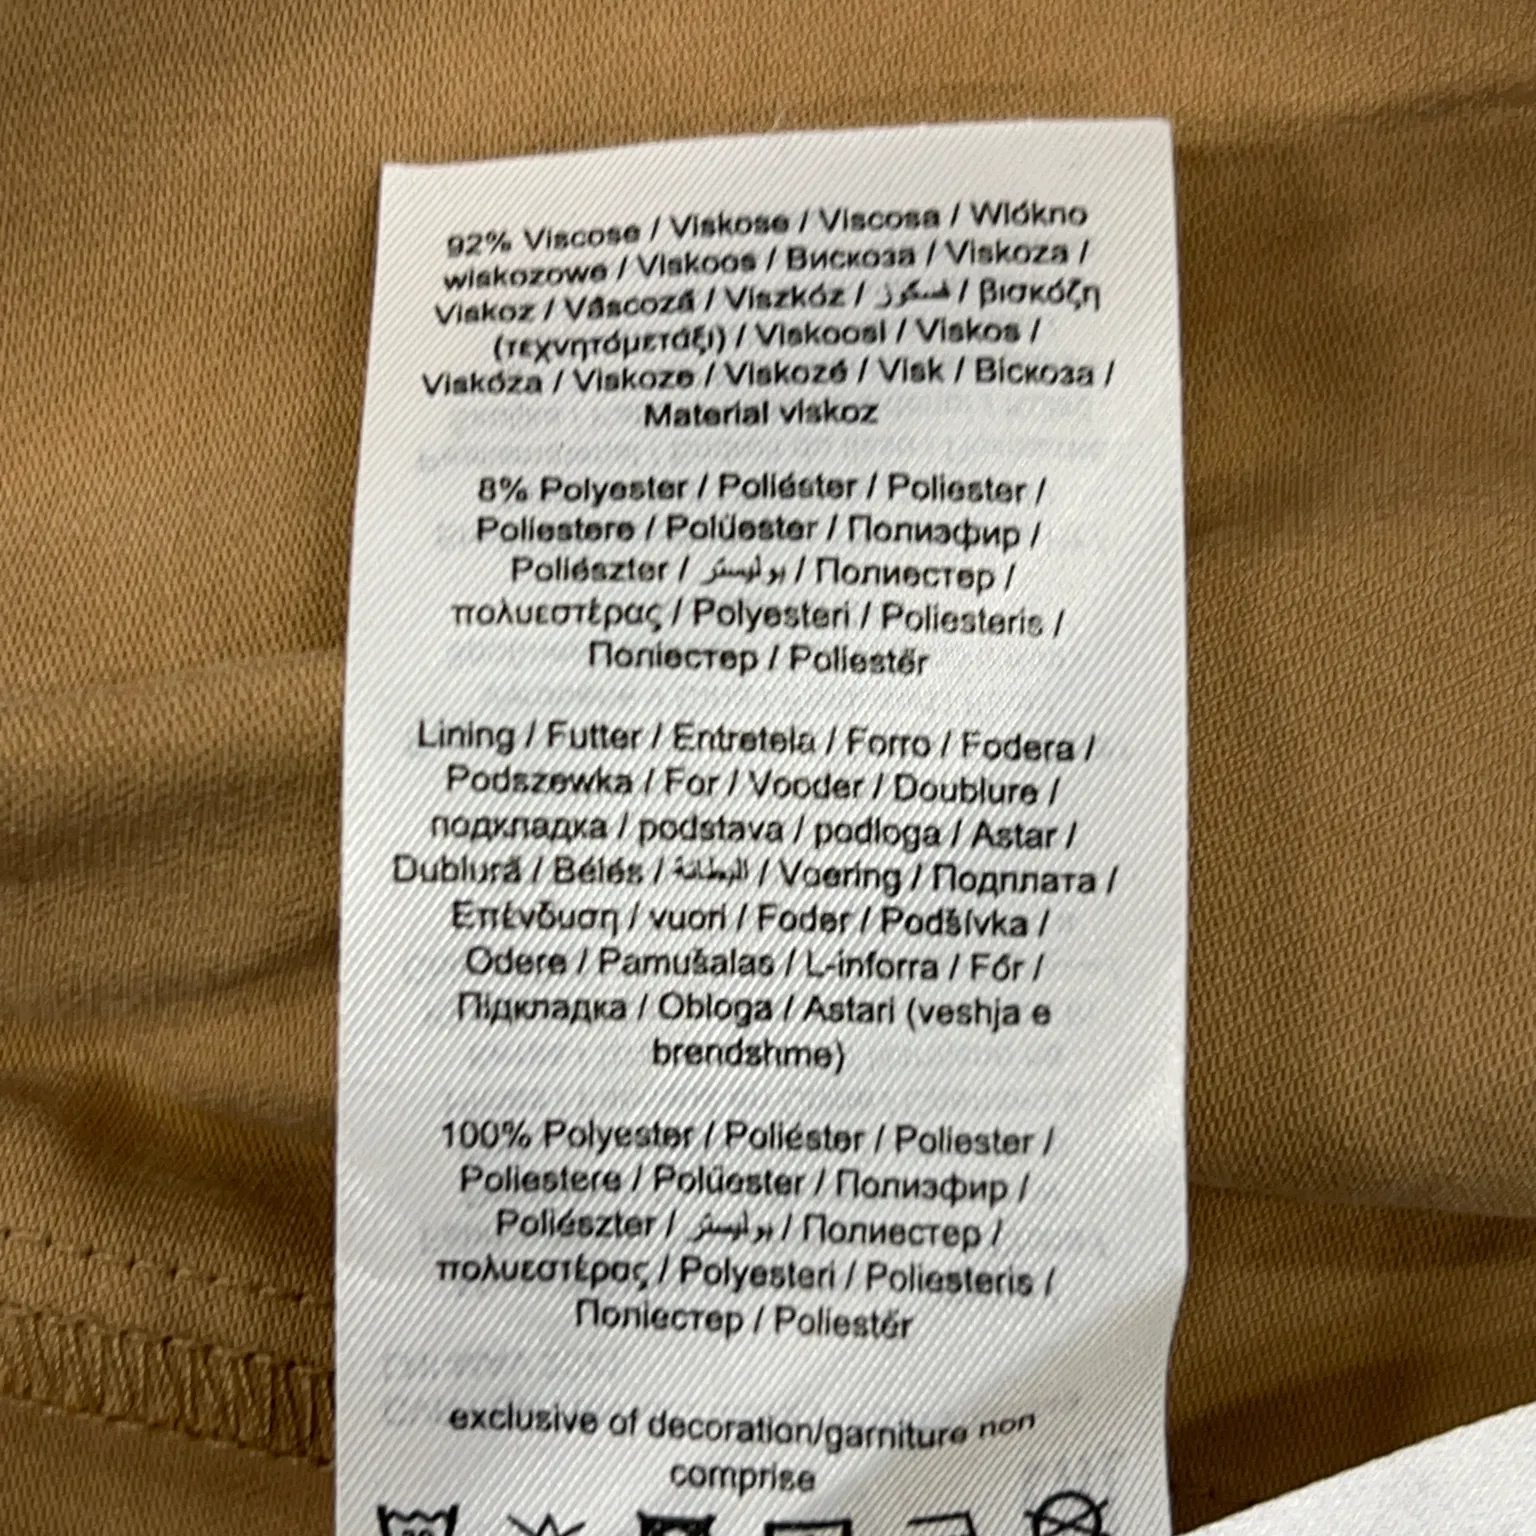 92% Viscose / Viskose / Viscosa / Wlókno
wiskozowe / Viskoos / Вискоза / Viskoza /
Viskoz / Vâscoză / Viszkóz / فسكوز / βισκόζη
(τεχνητόμετάξι) / Viskoosi / Viskos /
Viskóza / Viskoze / Viskozė / Visk / Віскоза /
Material viskoz
8% Polyester / Poliéster / Poliester /
Poliestere / Polüester / Полиэфир /
Poliészter / بوليستر / Полиестер /
πολυεστέρας / Polyesteri / Poliesteris /
Поліестер / Poliestër
Lining / Futter / Entretela / Forro / Fodera /
Podszewka / For / Vooder / Doublure /
подкладка / podstava / podloga / Astar /
Dublură / Bélés / البطانة / Voering / Подплата /
Επένδυση / vuori / Foder / Podšívka /
Odere / Pamušalas / L-inforra / Fór /
Підкладка / Obloga / Astari (veshja e
brendshme)
100% Polyester / Poliéster / Poliester /
Poliestere / Polüester / Полиэфир /
Poliészter / بوليستر / Полиестер /
πολυεστέρας / Polyesteri / Poliesteris /
Поліестер / Poliestër
exclusive of decoration/garniture non
comprise